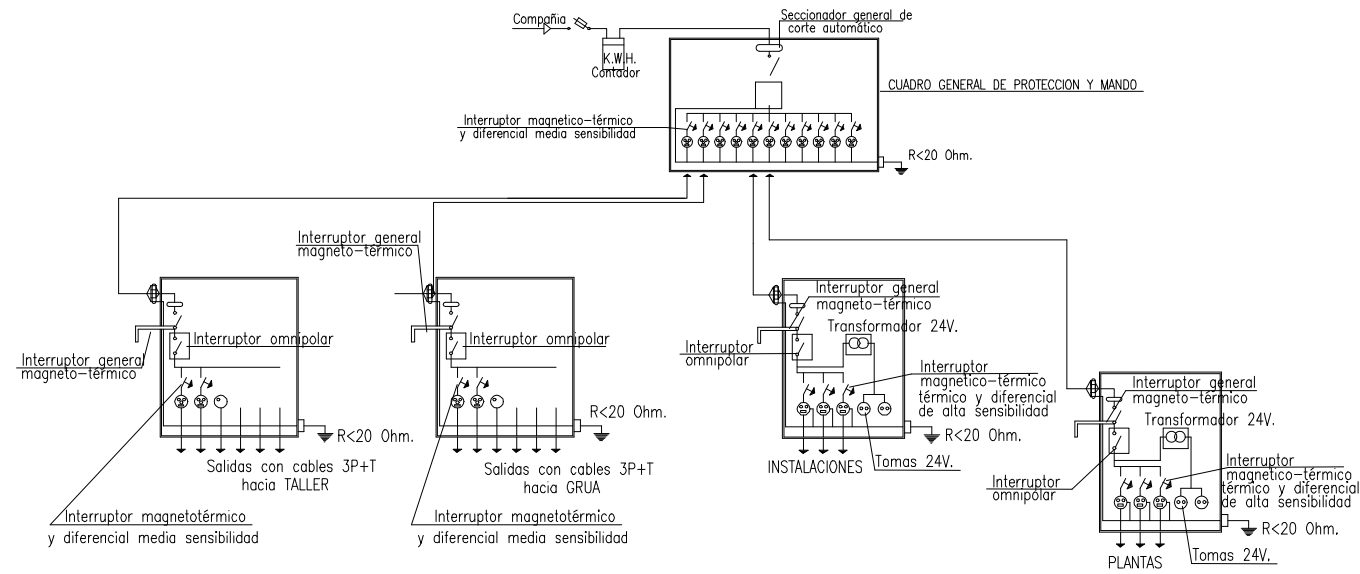 Compañia
Seccionador general de
corte automático
K.W.H.
Contador
CUADRO GENERAL DE PROTECCION Y MANDO
Interruptor magnetico-térmico
y diferencial media sensibilidad
R<20 Ohm.
Interruptor general
magneto-térmico
Interruptor omnipolar
Interruptor general
magneto-térmico
R<20 Ohm.
Salidas con cables 3P+T
hacia TALLER
Interruptor magnetotérmico
y diferencial media sensibilidad
Interruptor omnipolar
R<20 Ohm.
Salidas con cables 3P+T
hacia GRUA
Interruptor magnetotérmico
y diferencial media sensibilidad
Interruptor general
magneto-térmico
Transformador 24V.
Interruptor
omnipolar
Interruptor
magnetico-térmico
térmico y diferencial
de alta sensibilidad
R<20 Ohm.
INSTALACIONES
Tomas 24V.
Interruptor general
magneto-térmico
Transformador 24V.
Interruptor
magnetico-térmico
térmico y diferencial
de alta sensibilidad
Interruptor
omnipolar
R<20 Ohm.
Tomas 24V.
PLANTAS